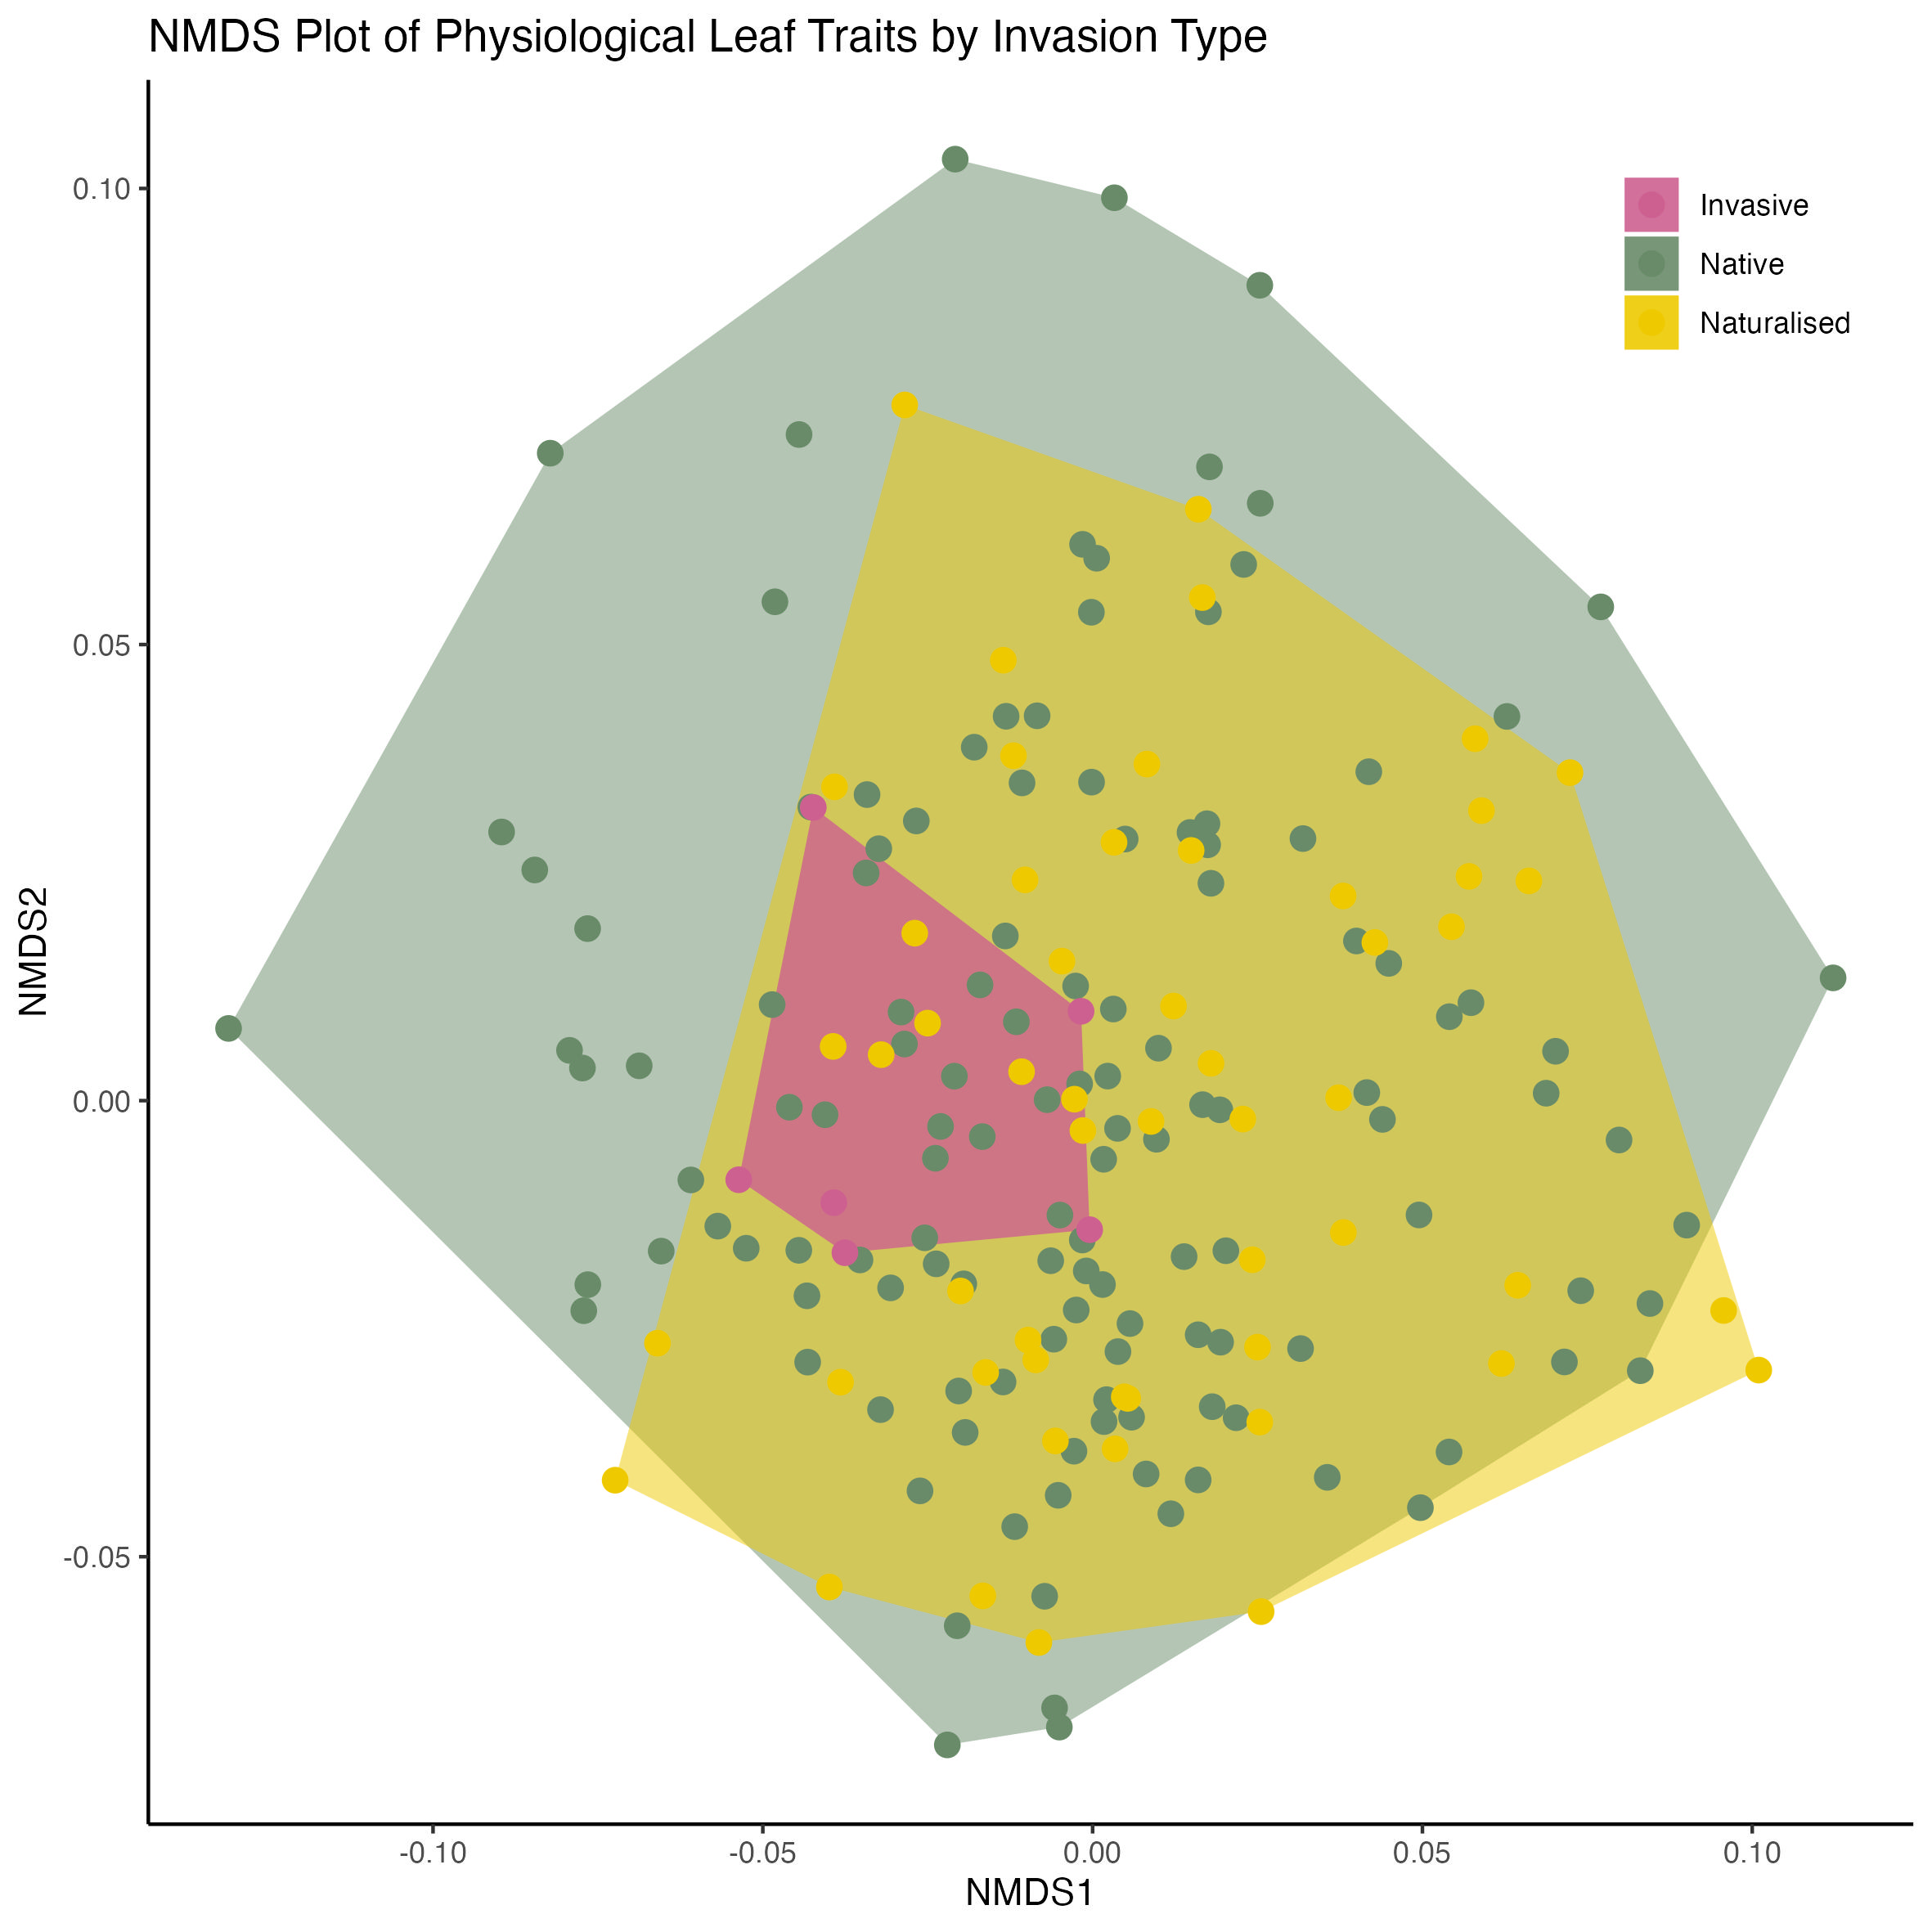 NMDS Plot of Physiological Leaf Traits by Invasion Type
Invasive
Native
Naturalised
0.10
0.05
0.00
-0.05
NMDS2
-0.10
-0.05
0.00
0.05
0.10
NMDS1